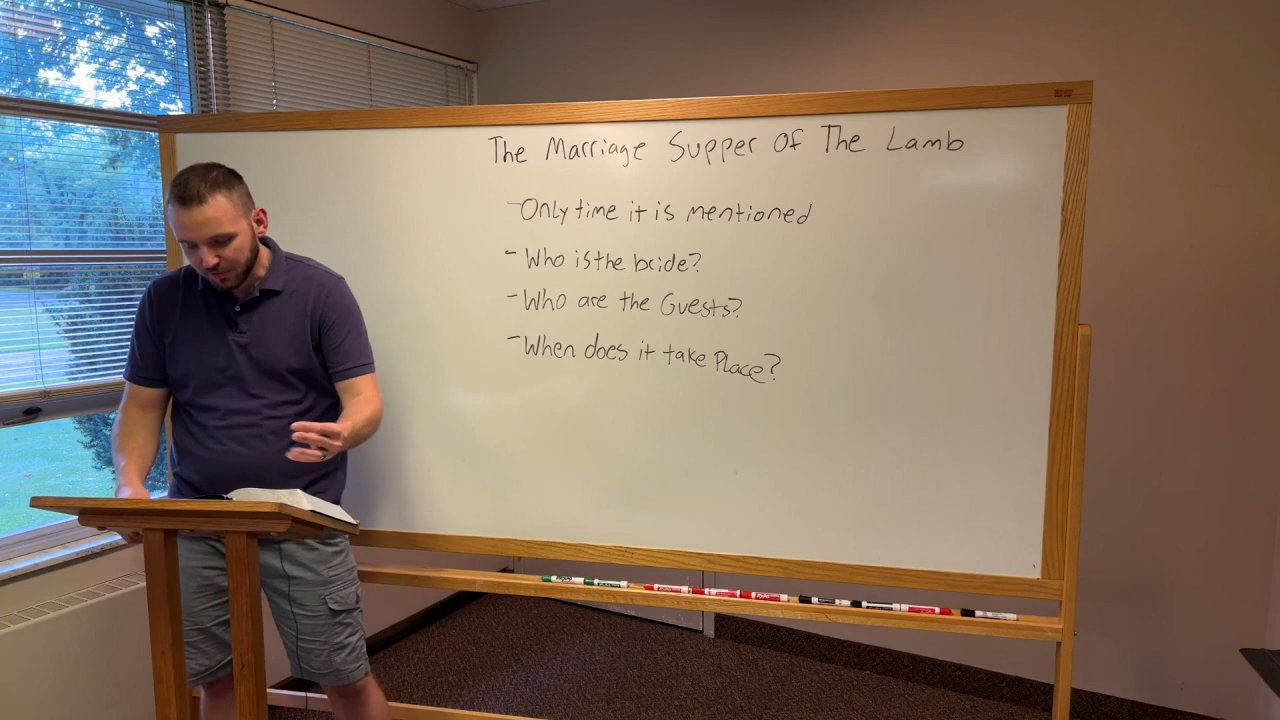 The Marriage Supper Of The Lamb
- Only time it is mentioned
- Who is the bride?
- Who are the Guests?
- When does it take Place?